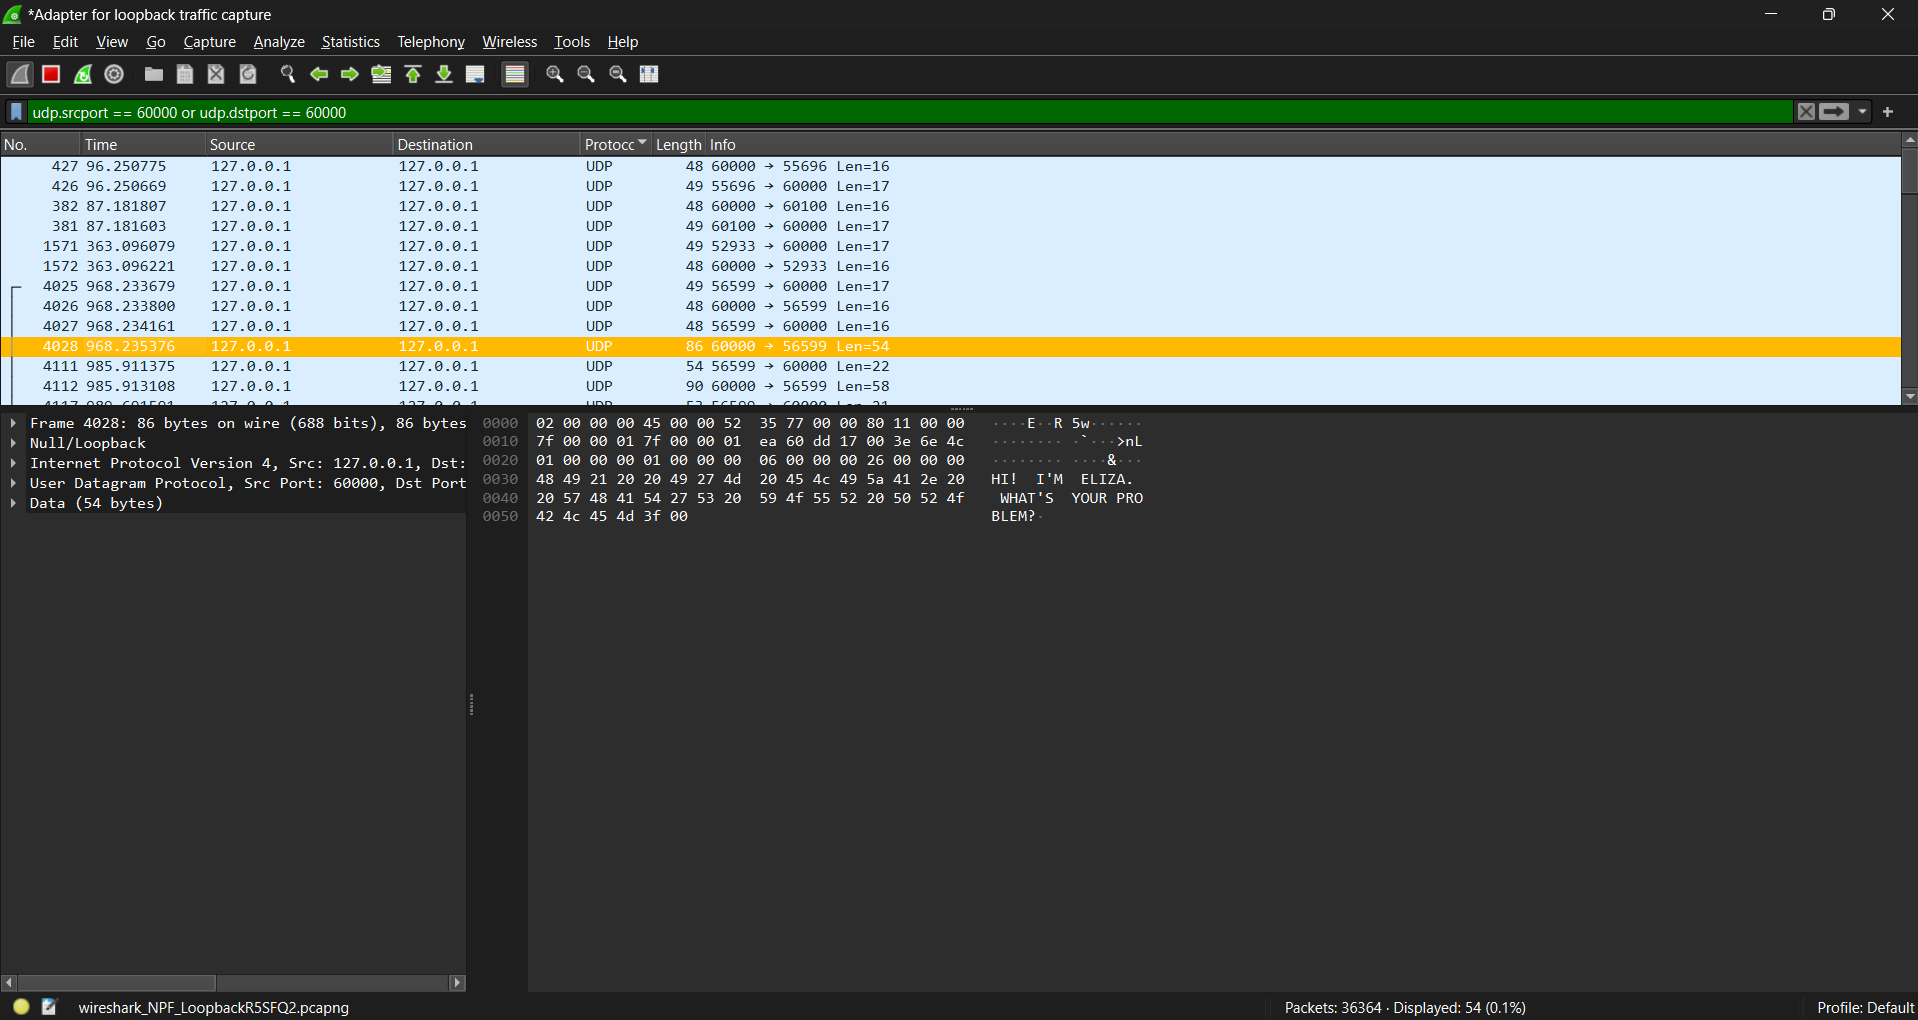 *Adapter for loopback traffic capture
File Edit View Go Capture Analyze Statistics Telephony Wireless Tools Help
udp.srcport == 60000 or udp.dstport == 60000
No. Time Source Destination Protoco Length Info
427 96.250775 127.0.0.1 127.0.0.1 UDP 48 60000 → 55696 Len=16
426 96.250669 127.0.0.1 127.0.0.1 UDP 49 55696 → 60000 Len=17
382 87.181807 127.0.0.1 127.0.0.1 UDP 48 60000 → 60100 Len=16
381 87.181603 127.0.0.1 127.0.0.1 UDP 49 60100 → 60000 Len=17
1571 363.096079 127.0.0.1 127.0.0.1 UDP 49 52933 → 60000 Len=17
1572 363.096221 127.0.0.1 127.0.0.1 UDP 48 60000 → 52933 Len=16
4025 968.233679 127.0.0.1 127.0.0.1 UDP 49 56599 → 60000 Len=17
4026 968.233800 127.0.0.1 127.0.0.1 UDP 48 60000 → 56599 Len=16
4027 968.234161 127.0.0.1 127.0.0.1 UDP 48 56599 → 60000 Len=16
4028 968.235376 127.0.0.1 127.0.0.1 UDP 86 60000 → 56599 Len=54
4111 985.911375 127.0.0.1 127.0.0.1 UDP 54 56599 → 60000 Len=22
4112 985.913108 127.0.0.1 127.0.0.1 UDP 90 60000 → 56599 Len=58
Frame 4028: 86 bytes on wire (688 bits), 86 bytes
Null/Loopback
Internet Protocol Version 4, Src: 127.0.0.1, Dst:
User Datagram Protocol, Src Port: 60000, Dst Port
Data (54 bytes)
0000 02 00 00 00 45 00 00 52 35 77 00 00 80 11 00 00 ····E··R 5w······
0010 7f 00 00 01 7f 00 00 01 ea 60 dd 17 00 3e 6e 4c ········ ·`···>nL
0020 01 00 00 00 01 00 00 00 06 00 00 00 26 00 00 00 ········ ····&···
0030 48 49 21 20 20 49 27 4d 20 45 4c 49 5a 41 2e 20 HI!  I'M  ELIZA.
0040 20 57 48 41 54 27 53 20 59 4f 55 52 20 50 52 4f  WHAT'S  YOUR PRO
0050 42 4c 45 4d 3f 00 BLEM?·
wireshark_NPF_LoopbackR5SFQ2.pcapng
Packets: 36364 · Displayed: 54 (0.1%)
Profile: Default